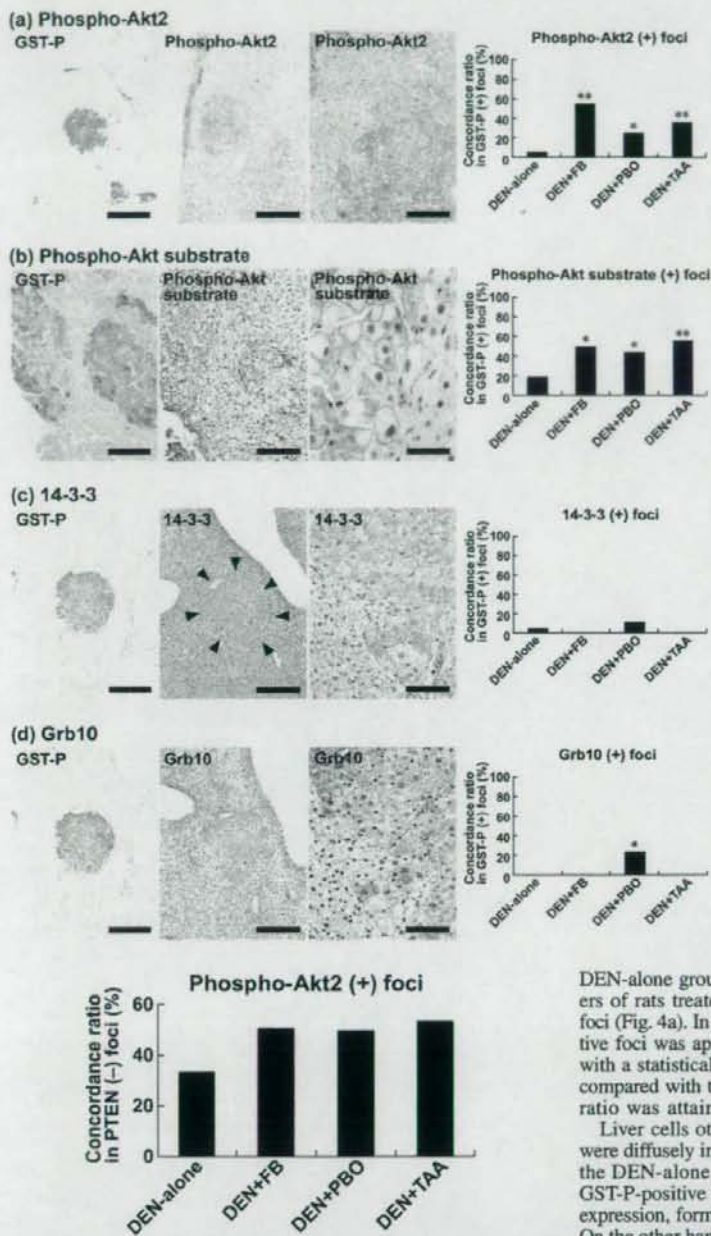 (a) Phospho-Akt2
GST-P
Phospho-Akt2
Phospho-Akt2
Phospho-Akt2 (+) foci
Concordance ratio
in GST-P (+) foci (%)
100
80
60
40
20
0
**
*
**
DEN-alone
DEN+FB
DEN+PBO
DEN+TAA
(b) Phospho-Akt substrate
GST-P
Phospho-Akt
substrate
Phospho-Akt
substrate
Phospho-Akt substrate (+) foci
Concordance ratio
in GST-P (+) foci (%)
100
80
60
40
20
0
*
*
**
DEN-alone
DEN+FB
DEN+PBO
DEN+TAA
(c) 14-3-3
GST-P
14-3-3
14-3-3
14-3-3 (+) foci
Concordance ratio
in GST-P (+) foci (%)
100
80
60
40
20
0
DEN-alone
DEN+FB
DEN+PBO
DEN+TAA
(d) Grb10
GST-P
Grb10
Grb10
Grb10 (+) foci
Concordance ratio
in GST-P (+) foci (%)
100
80
60
40
20
0
*
DEN-alone
DEN+FB
DEN+PBO
DEN+TAA
Phospho-Akt2 (+) foci
Concordance ratio
in PTEN (–) foci (%)
60
40
20
0
DEN-alone
DEN+FB
DEN+PBO
DEN+TAA
DEN-alone grou
ers of rats treate
foci (Fig. 4a). In
tive foci was ap
with a statistical
compared with t
ratio was attain
Liver cells ot
were diffusely in
the DEN-alone
GST-P-positive
expression, form
On the other han